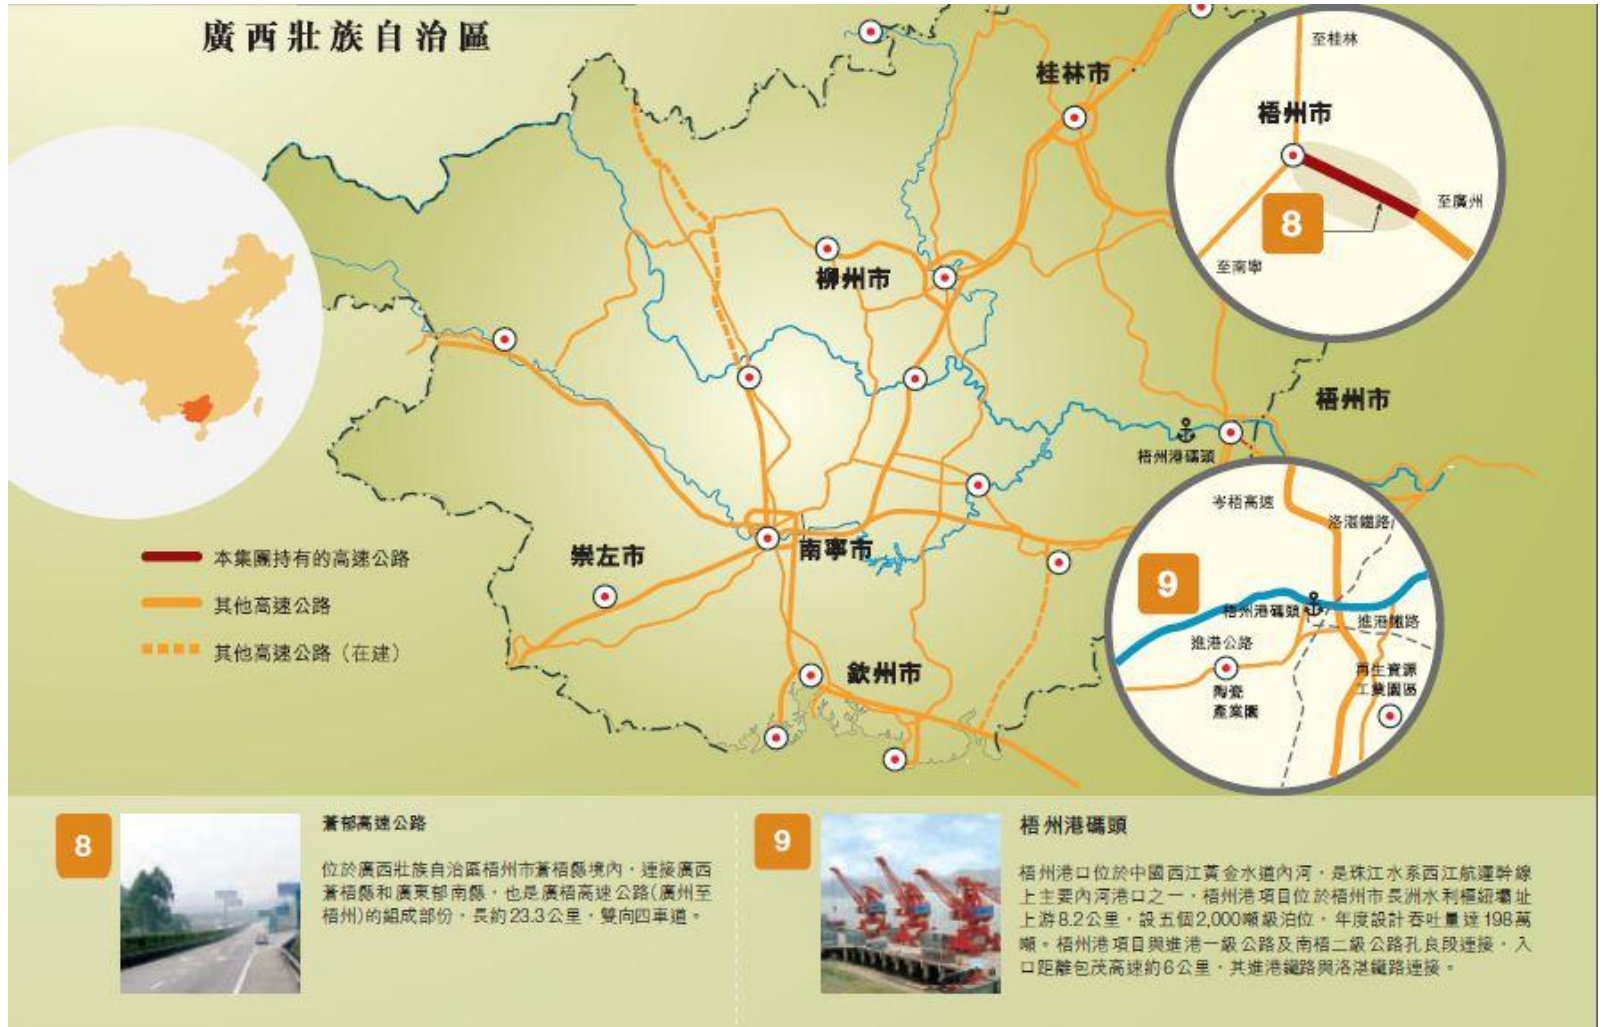 廣西壯族自治區
桂林市
至桂林
梧州市
8
至廣州
至南寧
柳州市
梧州市
梧州港碼頭
岑梧高速
洛湛鐵路
9
梧州港碼頭
進港鐵路
進港公路
再生資源
工業園區
陶瓷
產業園
崇左市
南寧市
欽州市
本集團持有的高速公路
其他高速公路
其他高速公路（在建）
8
蒼郁高速公路
位於廣西壯族自治區梧州市蒼梧縣境內，連接廣西
蒼梧縣和廣東郁南縣，也是廣梧高速公路(廣州至
梧州)的組成部份，長約23.3公里，雙向四車道。
9
梧州港碼頭
梧州港口位於中國西江黃金水道內河，是珠江水系西江航運幹線
上主要內河港口之一，梧州港項目位於梧州市長洲水利樞紐壩址
上游8.2公里，設五個2,000噸級泊位，年度設計吞吐量達198萬
噸。梧州港項目與進港一級公路及南梧二級公路孔良段連接，入
口距離包茂高速約6公里，其進港鐵路與洛湛鐵路連接。